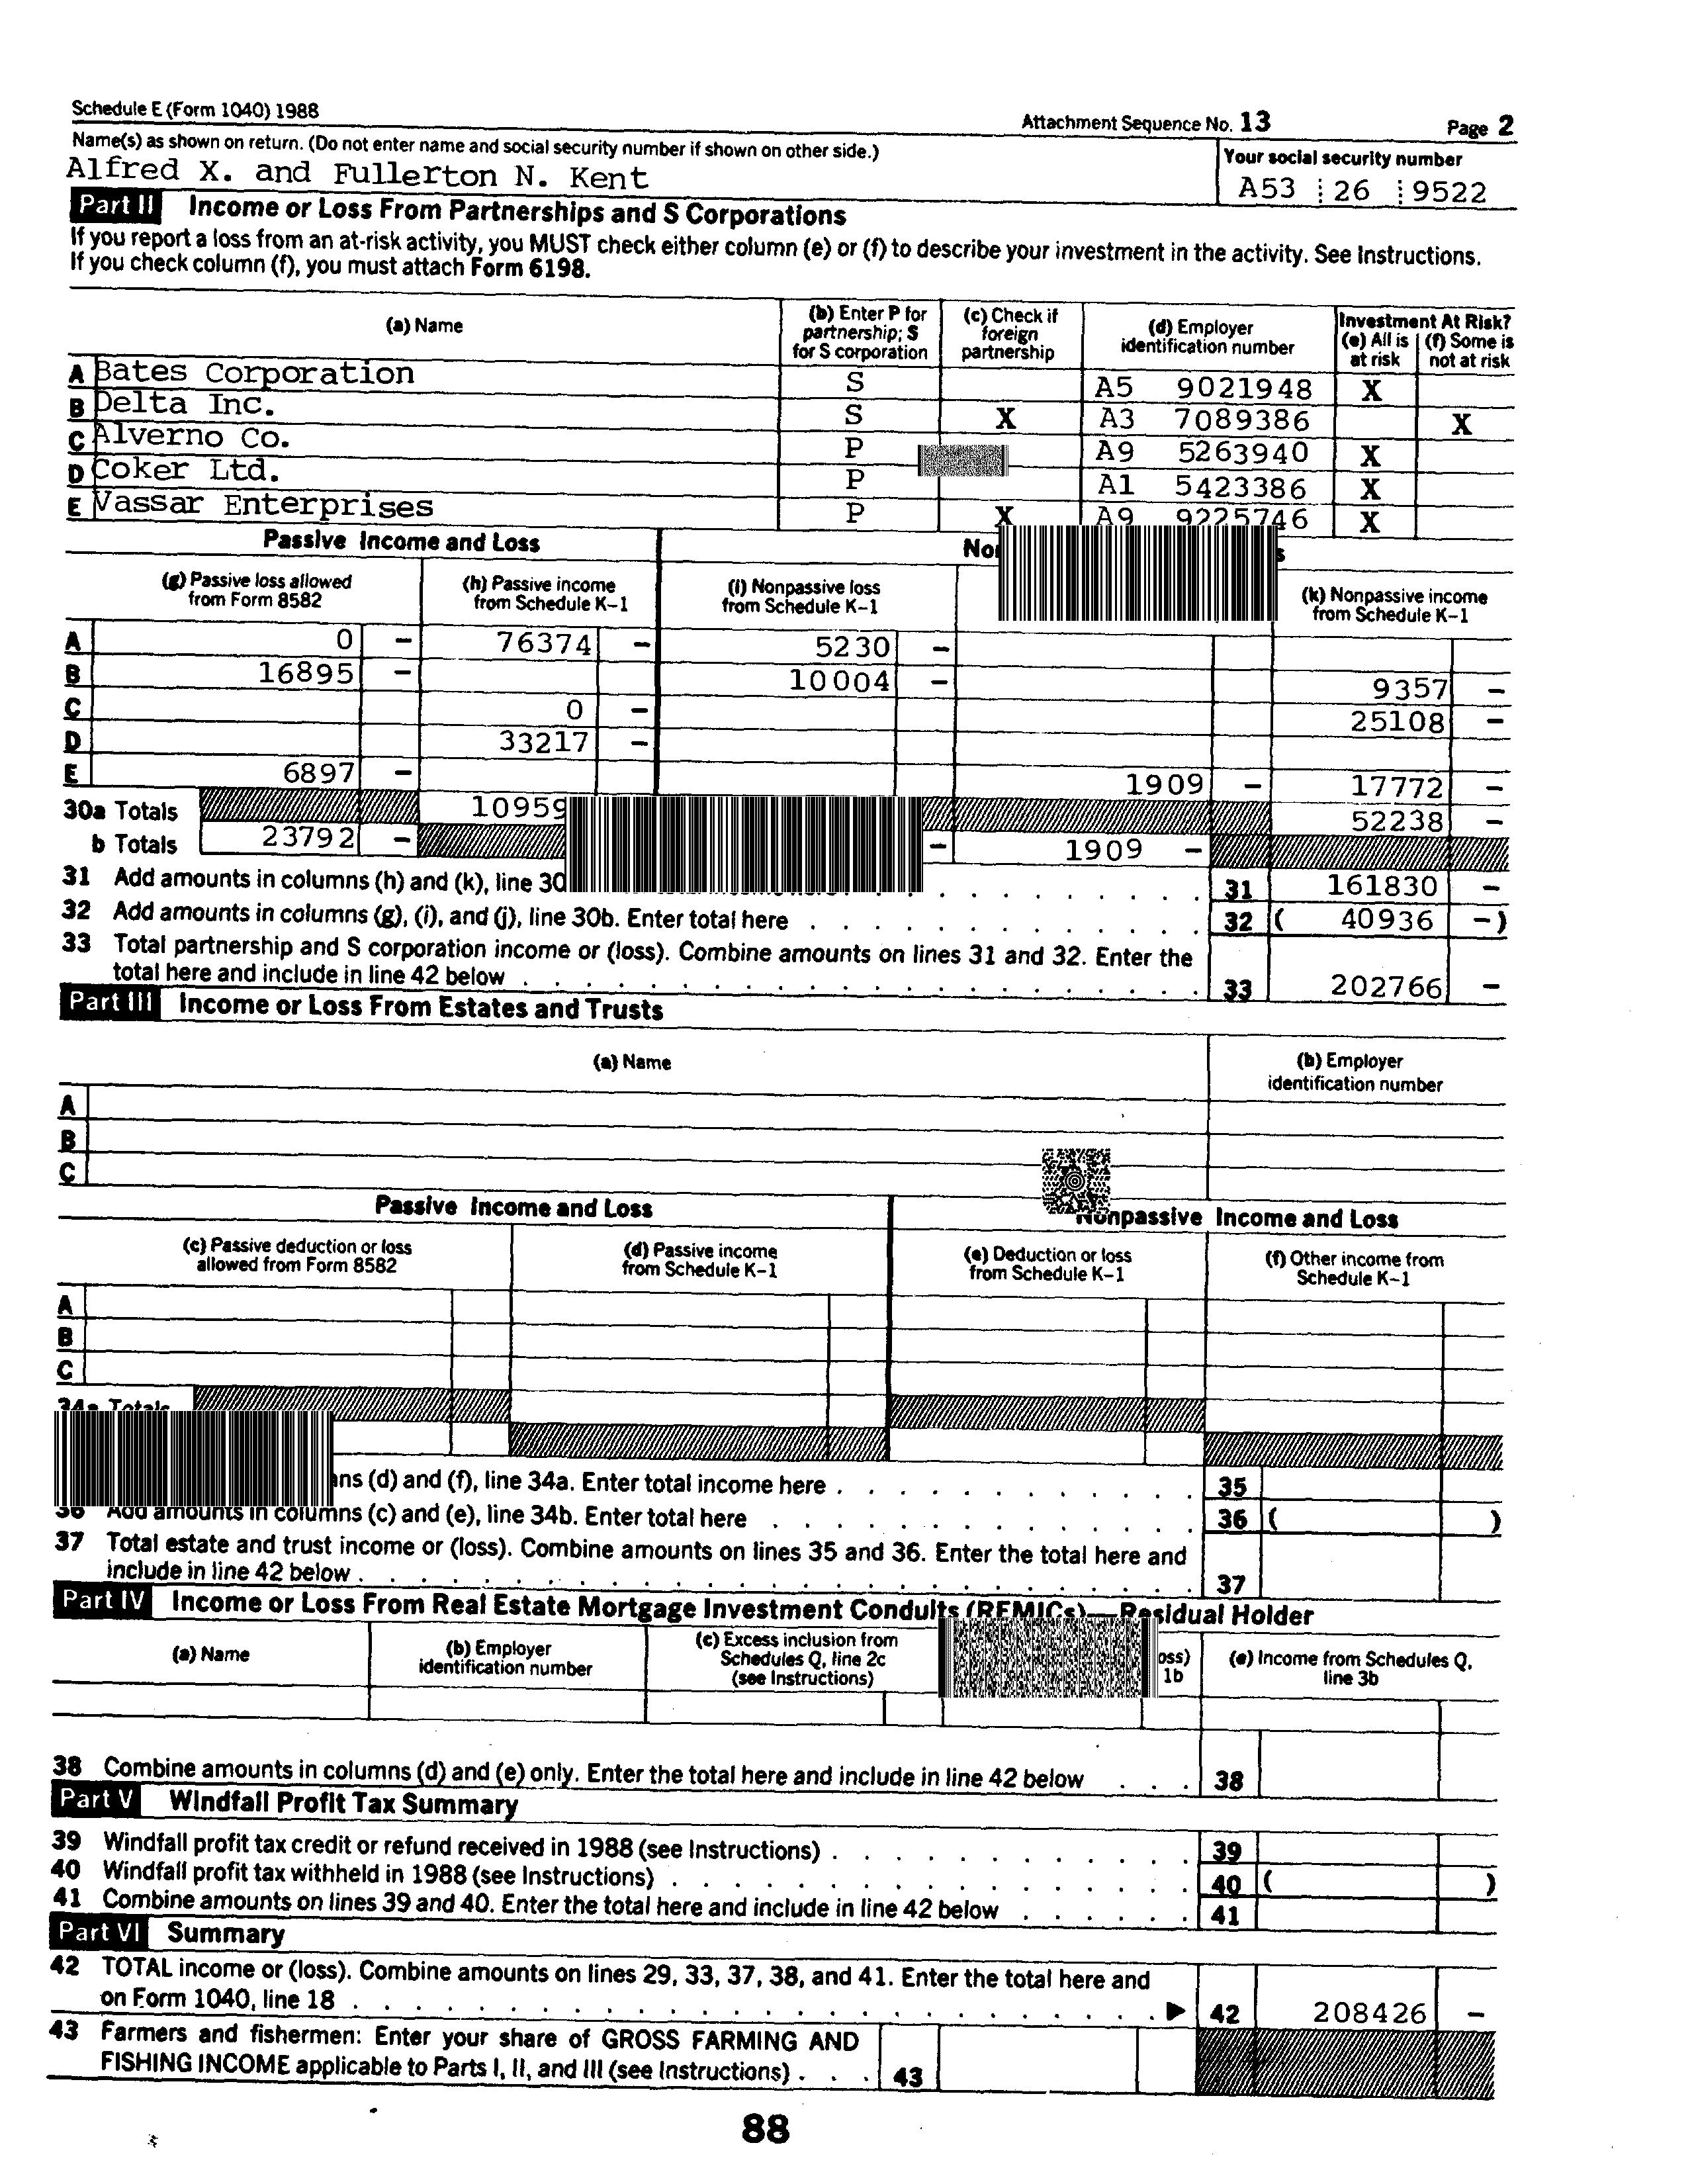 Schedule E (Form 1040) 1988 Attachment Sequence No. 13 Page 2
Name(s) as shown on return. (Do not enter name and social security number if shown on other side.) Your social security number
Alfred X. and Fullerton N. Kent A53 26 9522
Part II Income or Loss From Partnerships and S Corporations
If you report a loss from an at-risk activity, you MUST check either column (e) or (f) to describe your investment in the activity. See Instructions.
If you check column (f), you must attach Form 6198.
(a) Name (b) Enter P for partnership; S for S corporation (c) Check if foreign partnership (d) Employer identification number Investment At Risk? (e) All is at risk (f) Some is not at risk
A Bates Corporation S A5 9021948 X
B Delta Inc. S X A3 7089386 X
C Alverno Co. P A9 5263940 X
D Coker Ltd. P A1 5423386 X
E Vassar Enterprises P X A9 9225746 X
Passive Income and Loss
(g) Passive loss allowed from Form 8582 (h) Passive income from Schedule K-1 (i) Nonpassive loss from Schedule K-1 (k) Nonpassive income from Schedule K-1
A 0 - 76374 - 5230 -
B 16895 - 10004 - 9357 -
C 0 - 25108 -
D 33217 -
E 6897 - 1909 - 17772 -
30a Totals 52238 -
b Totals 23792 - - 1909 -
31 Add amounts in columns (h) and (k), line 31 161830 -
32 Add amounts in columns (g), (i), and (j), line 30b. Enter total here 32 ( 40936 - )
33 Total partnership and S corporation income or (loss). Combine amounts on lines 31 and 32. Enter the
total here and include in line 42 below 33 202766 -
Part III Income or Loss From Estates and Trusts
(a) Name (b) Employer identification number
A
B
C
Passive Income and Loss Nonpassive Income and Loss
(c) Passive deduction or loss allowed from Form 8582 (d) Passive income from Schedule K-1 (e) Deduction or loss from Schedule K-1 (f) Other income from Schedule K-1
A
B
C
34a Totals
(d) and (f), line 34a. Enter total income here 35
36 Add amounts in columns (c) and (e), line 34b. Enter total here 36 ( )
37 Total estate and trust income or (loss). Combine amounts on lines 35 and 36. Enter the total here and
include in line 42 below 37
Part IV Income or Loss From Real Estate Mortgage Investment Conduits (REMICs)—Residual Holder
(a) Name (b) Employer identification number (c) Excess inclusion from Schedules Q, line 2c (see Instructions) 1b (e) Income from Schedules Q, line 3b
38 Combine amounts in columns (d) and (e) only. Enter the total here and include in line 42 below 38
Part V Windfall Profit Tax Summary
39 Windfall profit tax credit or refund received in 1988 (see Instructions) 39
40 Windfall profit tax withheld in 1988 (see Instructions) 40 ( )
41 Combine amounts on lines 39 and 40. Enter the total here and include in line 42 below 41
Part VI Summary
42 TOTAL income or (loss). Combine amounts on lines 29, 33, 37, 38, and 41. Enter the total here and
on Form 1040, line 18 42 208426 -
43 Farmers and fishermen: Enter your share of GROSS FARMING AND
FISHING INCOME applicable to Parts I, II, and III (see Instructions) 43
88